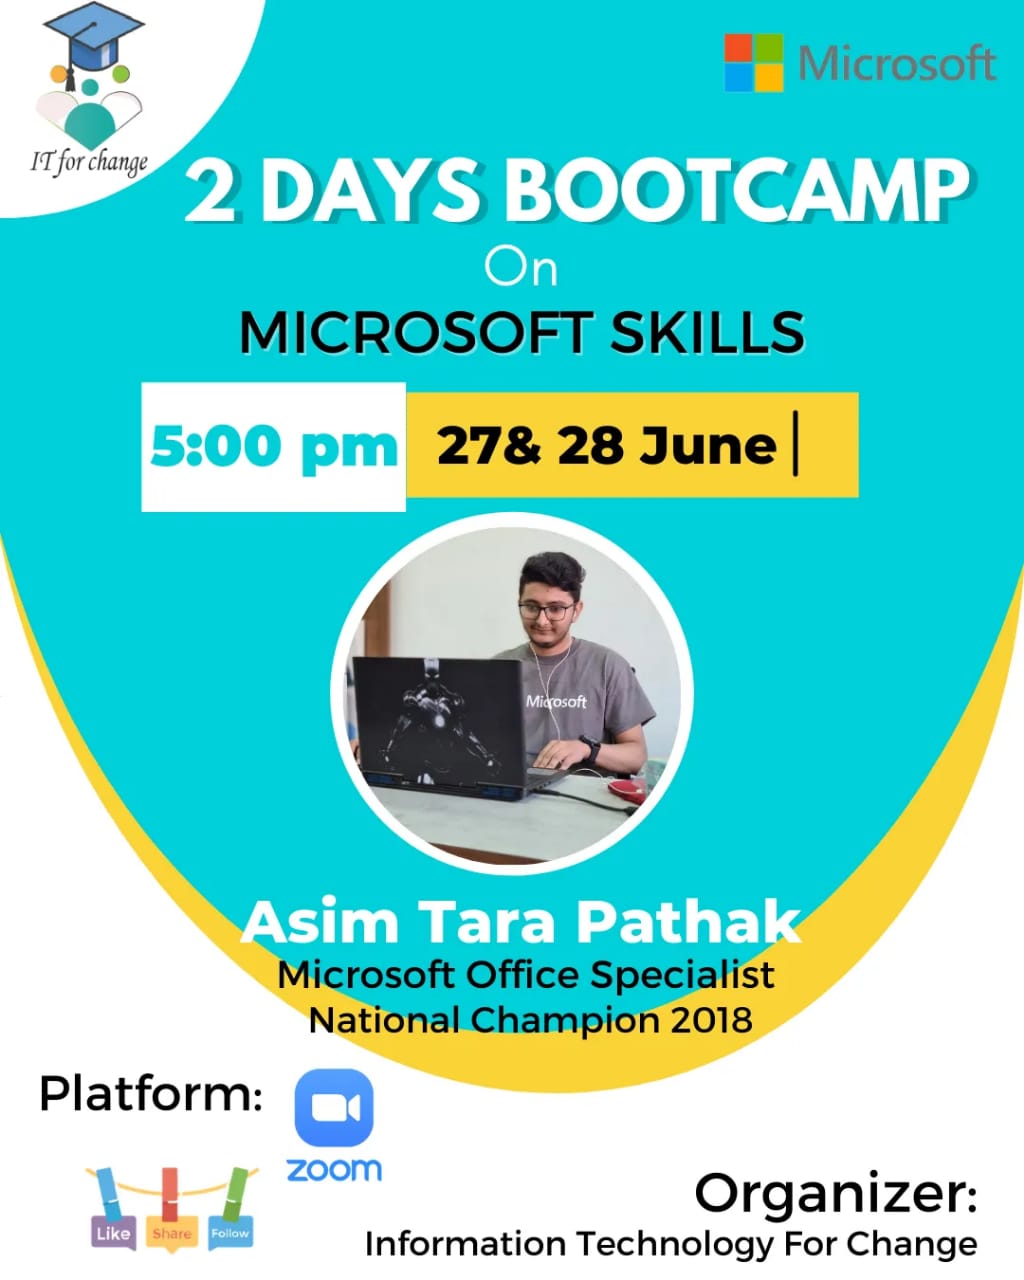 IT for change
Microsoft
2 DAYS BOOTCAMP
On
MICROSOFT SKILLS
5:00 pm
27& 28 June |
Microsoft
Asim Tara Pathak
Microsoft Office Specialist
National Champion 2018
Platform:
zoom
Like
Share
Follow
Organizer:
Information Technology For Change